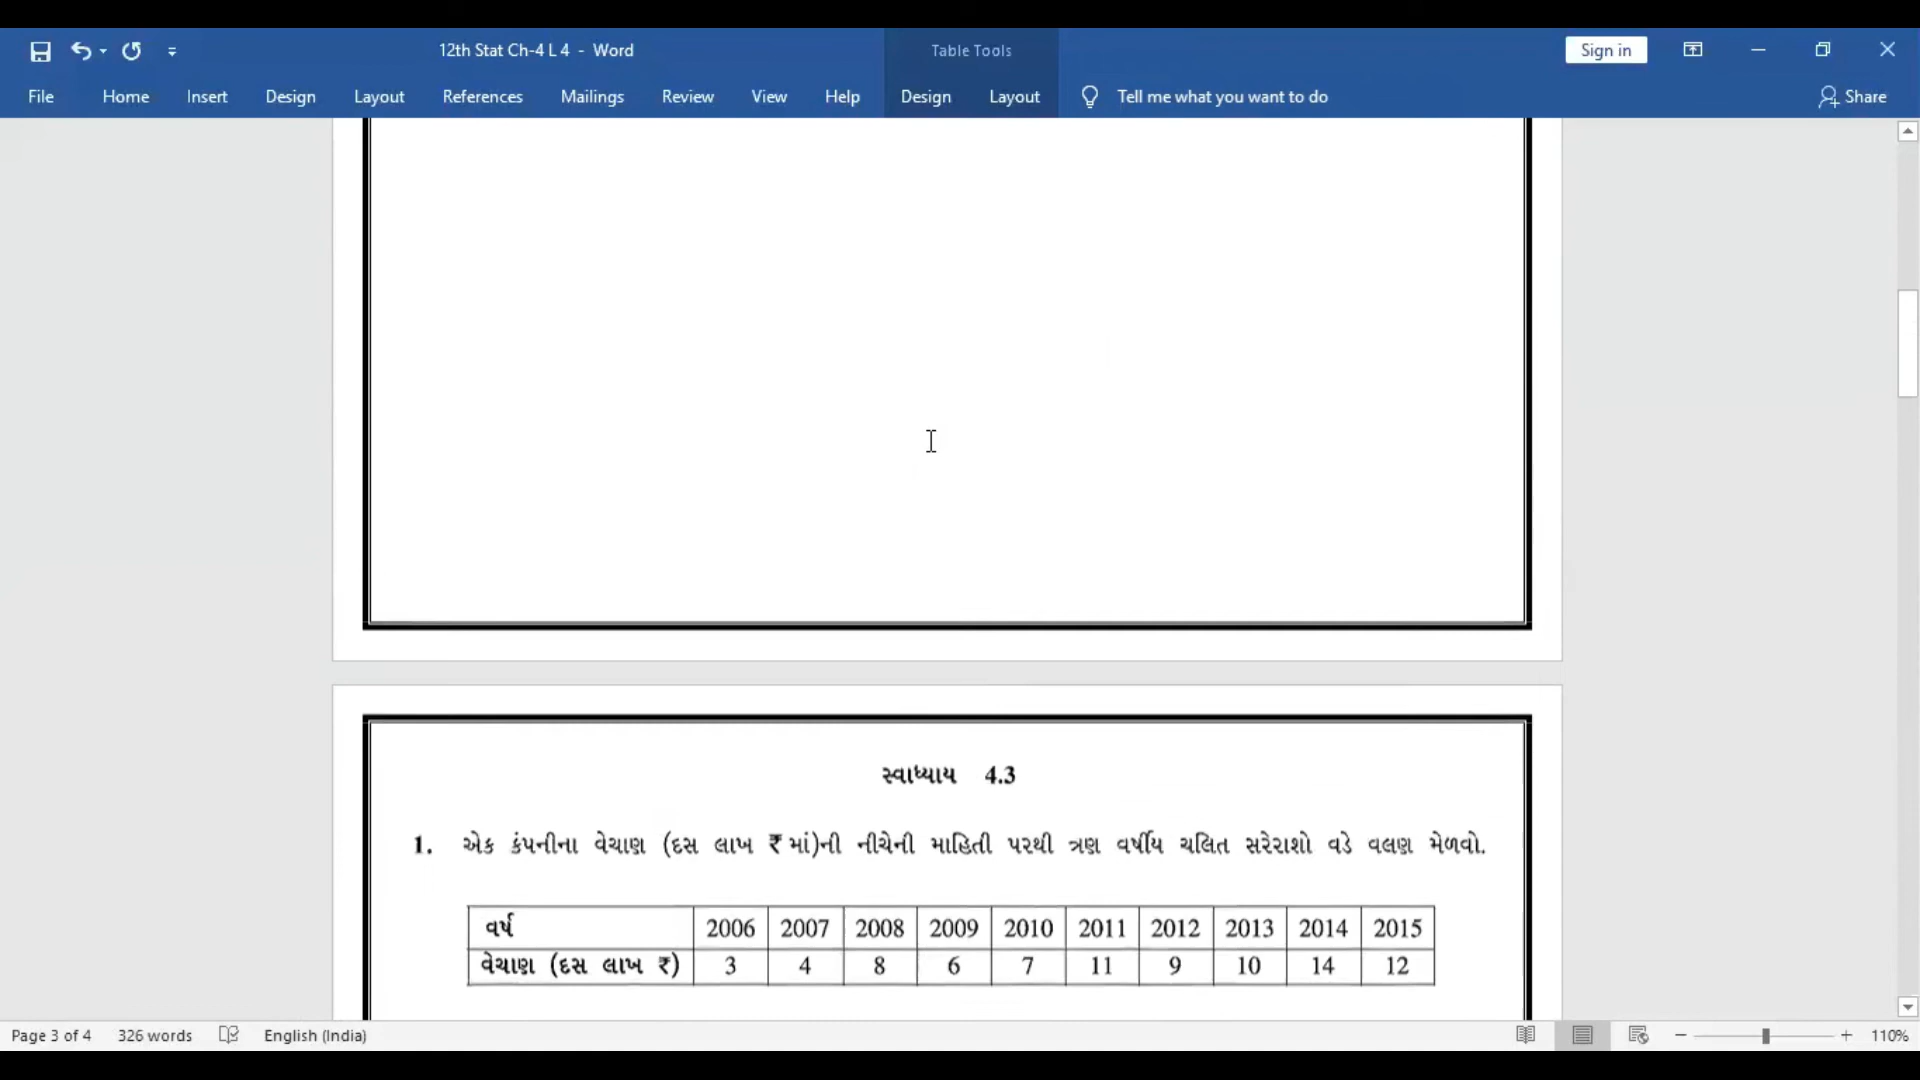 12th Stat Ch-4 L 4 - Word
Table Tools
Sign in
File Home Insert Design Layout References Mailings Review View Help Design Layout Tell me what you want to do Share
સ્વાધ્યાય 4.3
1. એક કંપનીના વેચાણ (દસ લાખ ₹ માં)ની નીચેની માહિતી પરથી ત્રણ વર્ષીય ચલિત સરેરાશો વડે વલણ મેળવો.
વર્ષ 2006 2007 2008 2009 2010 2011 2012 2013 2014 2015
વેચાણ (દસ લાખ ₹) 3 4 8 6 7 11 9 10 14 12
Page 3 of 4 326 words English (India) 110%